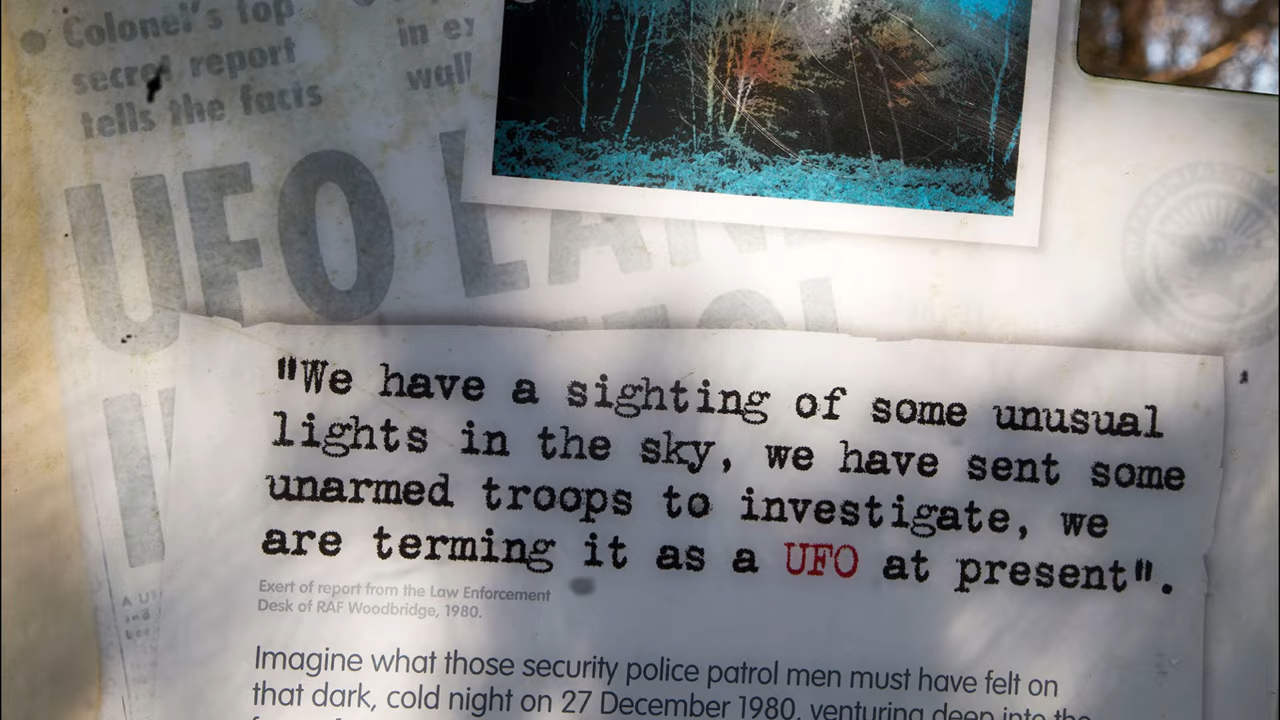 Colonel's top
secret report
tells the facts
in
UFO
"We have a sighting of some unusual
lights in the sky, we have sent some
unarmed troops to investigate, we
are terming it as a UFO at present".
Exert of report from the Law Enforcement
Desk of RAF Woodbridge, 1980.
Imagine what those security police patrol men must have felt on
that dark, cold night on 27 December 1980, venturing deep into the